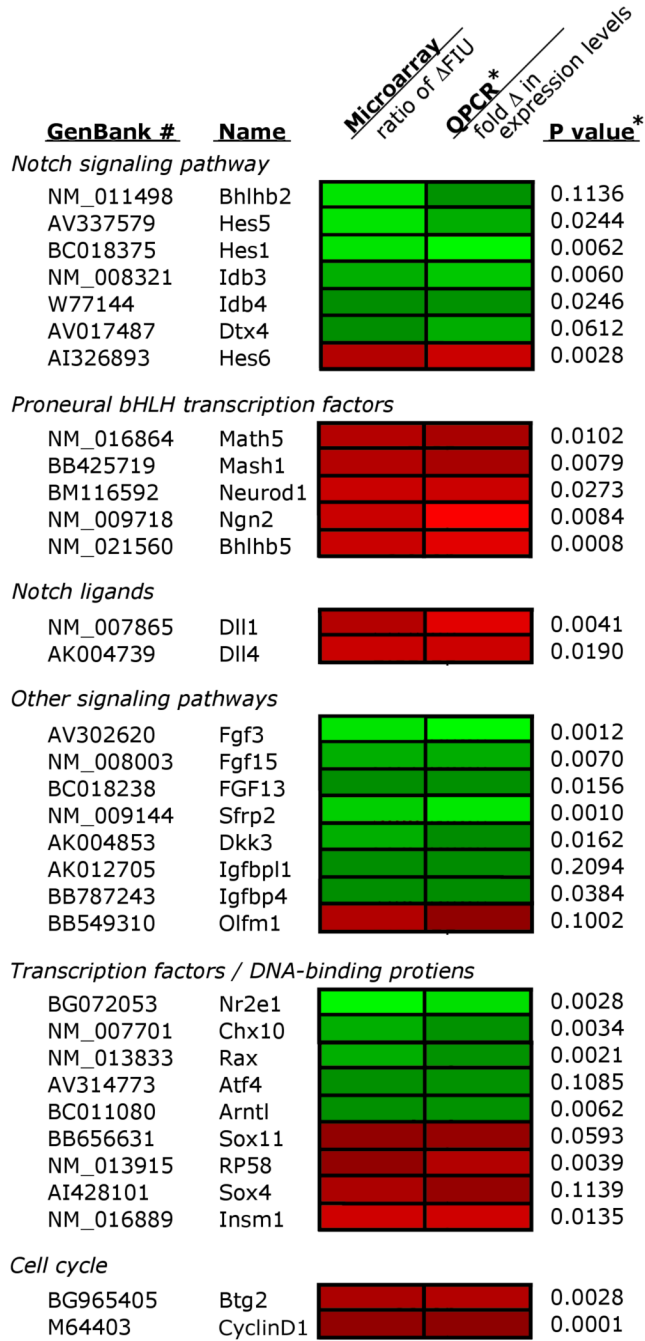 Microarray
ratio of ΔFIU
QPCR*
fold Δ in
expression levels
GenBank # Name P value*
Notch signaling pathway
NM_011498 Bhlhb2 0.1136
AV337579 Hes5 0.0244
BC018375 Hes1 0.0062
NM_008321 Idb3 0.0060
W77144 Idb4 0.0246
AV017487 Dtx4 0.0612
AI326893 Hes6 0.0028
Proneural bHLH transcription factors
NM_016864 Math5 0.0102
BB425719 Mash1 0.0079
BM116592 Neurod1 0.0273
NM_009718 Ngn2 0.0084
NM_021560 Bhlhb5 0.0008
Notch ligands
NM_007865 Dll1 0.0041
AK004739 Dll4 0.0190
Other signaling pathways
AV302620 Fgf3 0.0012
NM_008003 Fgf15 0.0070
BC018238 FGF13 0.0156
NM_009144 Sfrp2 0.0010
AK004853 Dkk3 0.0162
AK012705 Igfbpl1 0.2094
BB787243 Igfbp4 0.0384
BB549310 Olfm1 0.1002
Transcription factors / DNA-binding protiens
BG072053 Nr2e1 0.0028
NM_007701 Chx10 0.0034
NM_013833 Rax 0.0021
AV314773 Atf4 0.1085
BC011080 Arntl 0.0062
BB656631 Sox11 0.0593
NM_013915 RP58 0.0039
AI428101 Sox4 0.1139
NM_016889 Insm1 0.0135
Cell cycle
BG965405 Btg2 0.0028
M64403 CyclinD1 0.0001